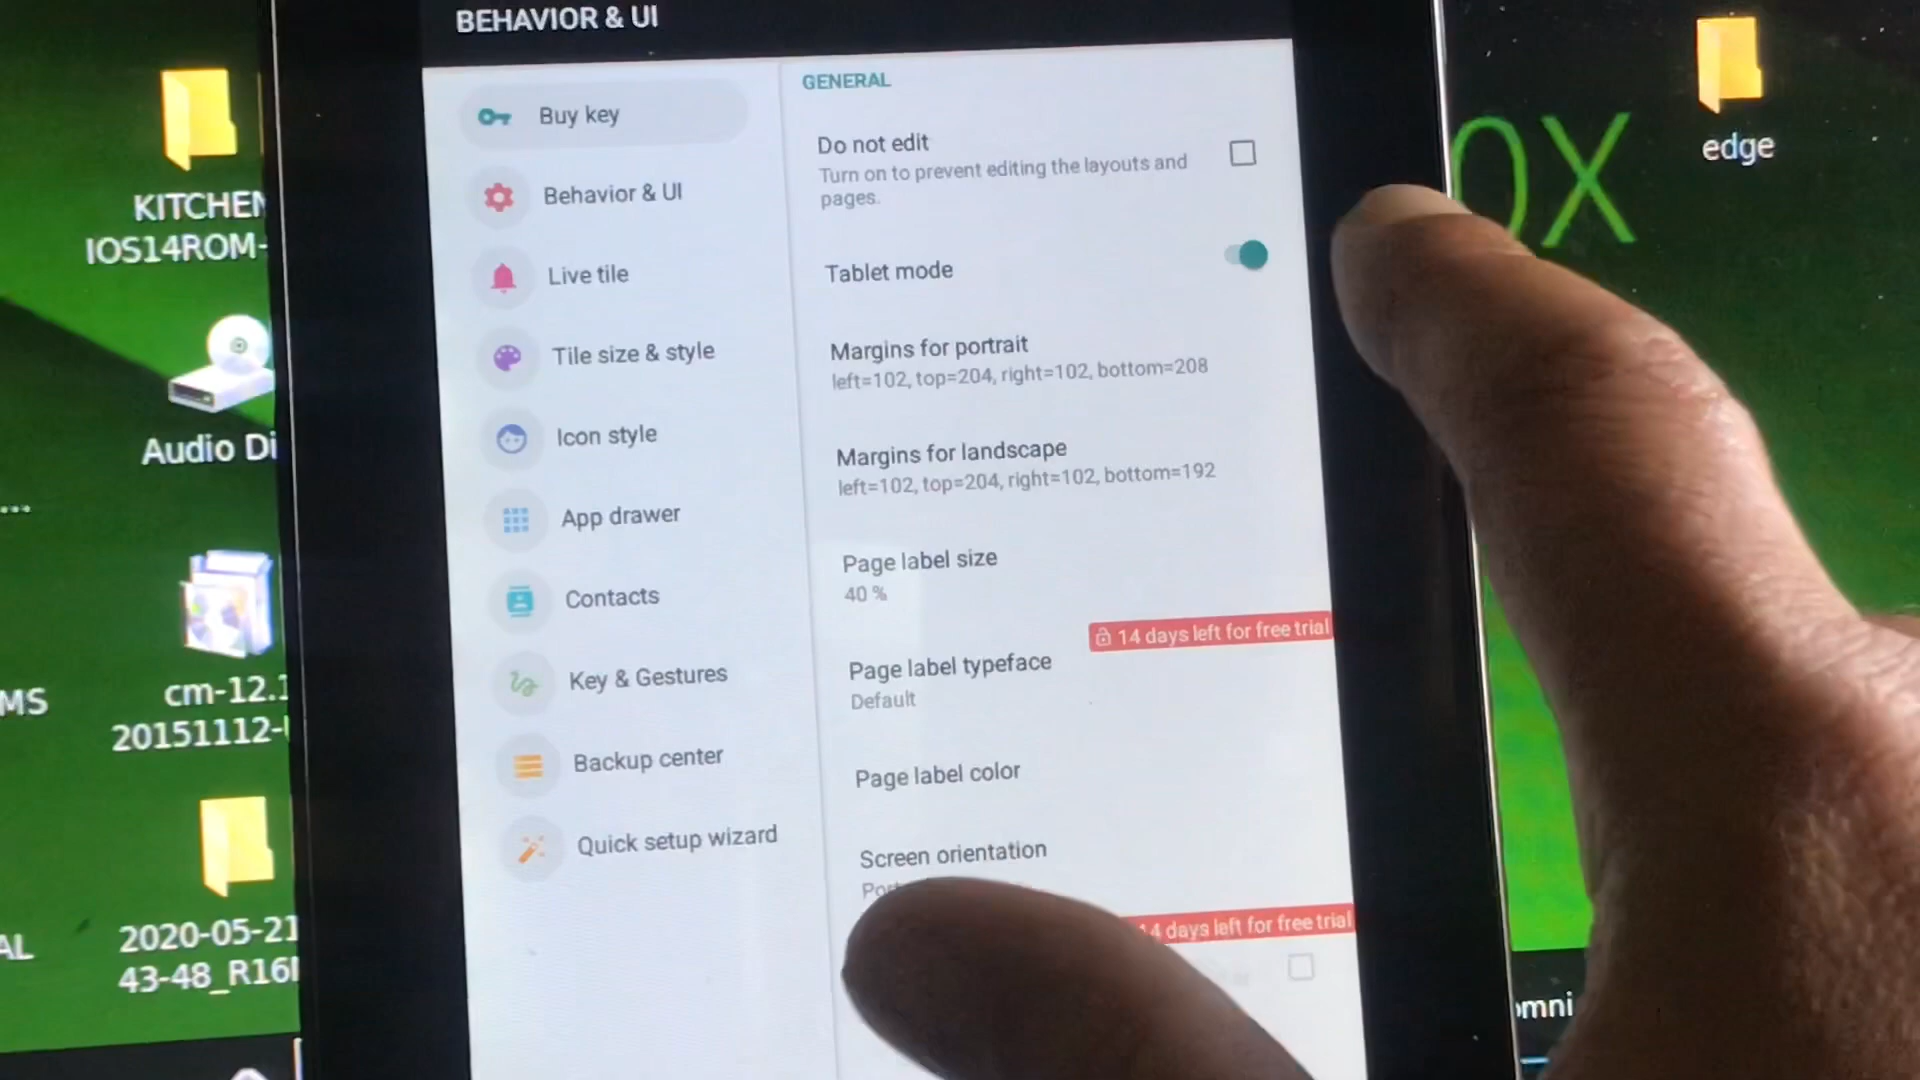 BEHAVIOR & UI
Buy key
Behavior & UI
Live tile
Tile size & style
Icon style
App drawer
Contacts
Key & Gestures
Backup center
Quick setup wizard
GENERAL
Do not edit
Turn on to prevent editing the layouts and
pages.
Tablet mode
Margins for portrait
left=102, top=204, right=102, bottom=208
Margins for landscape
left=102, top=204, right=102, bottom=192
Page label size
40 %
14 days left for free trial
Page label typeface
Default
Page label color
Screen orientation
14 days left for free trial
KITCHEN
IOS14ROM-
Audio Di
...
MS
cm-12.1
20151112-
AL
2020-05-21
43-48_R16
edge
OX
omni